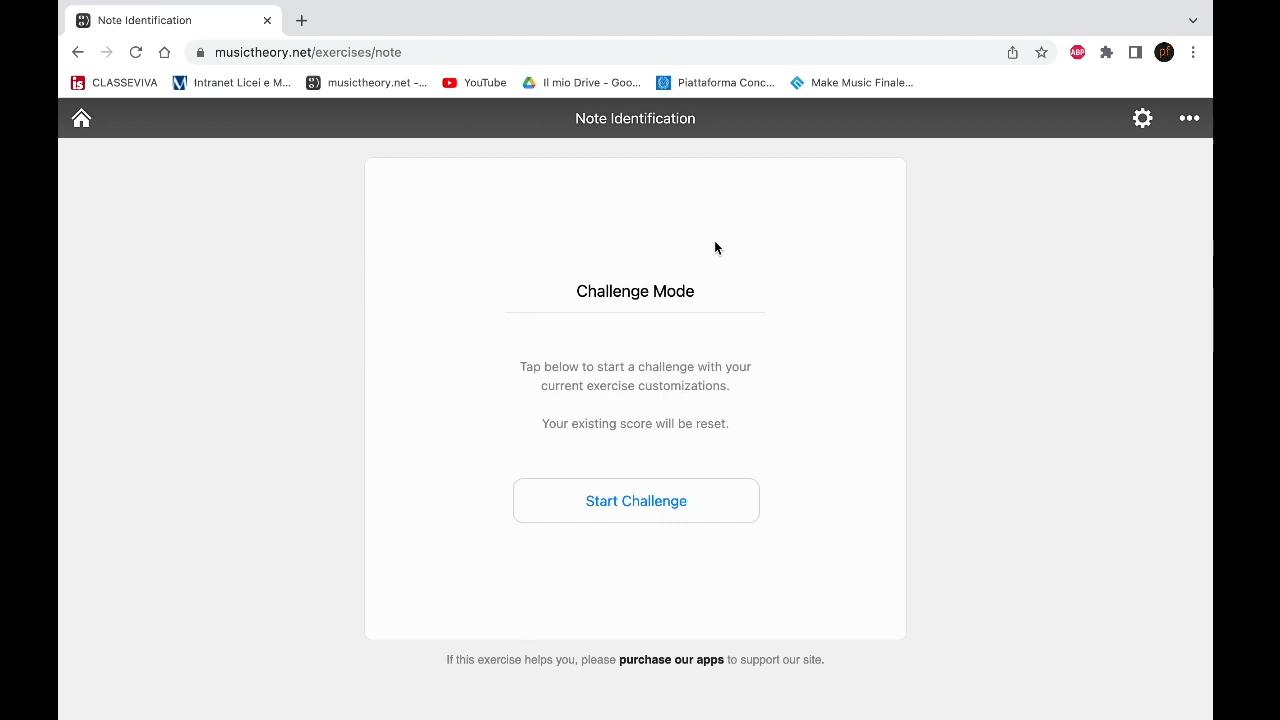 Note Identification
musictheory.net/exercises/note
ABP
pf
CLASSEVIVA
Intranet Licei e M...
musictheory.net -...
YouTube
Il mio Drive - Goo...
Piattaforma Conc...
Make Music Finale...
Note Identification
Challenge Mode
Tap below to start a challenge with your
current exercise customizations.
Your existing score will be reset.
Start Challenge
If this exercise helps you, please purchase our apps to support our site.